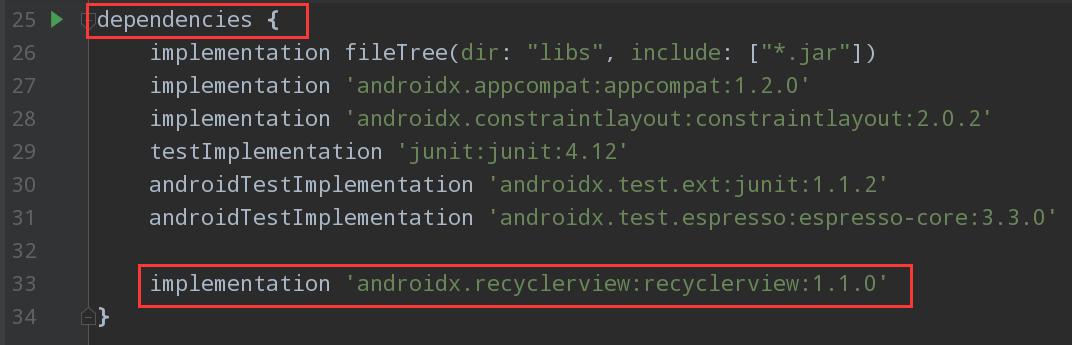 25 dependencies {
26 implementation fileTree(dir: "libs", include: ["*.jar"])
27 implementation 'androidx.appcompat:appcompat:1.2.0'
28 implementation 'androidx.constraintlayout:constraintlayout:2.0.2'
29 testImplementation 'junit:junit:4.12'
30 androidTestImplementation 'androidx.test.ext:junit:1.1.2'
31 androidTestImplementation 'androidx.test.espresso:espresso-core:3.3.0'
32
33 implementation 'androidx.recyclerview:recyclerview:1.1.0'
34 }